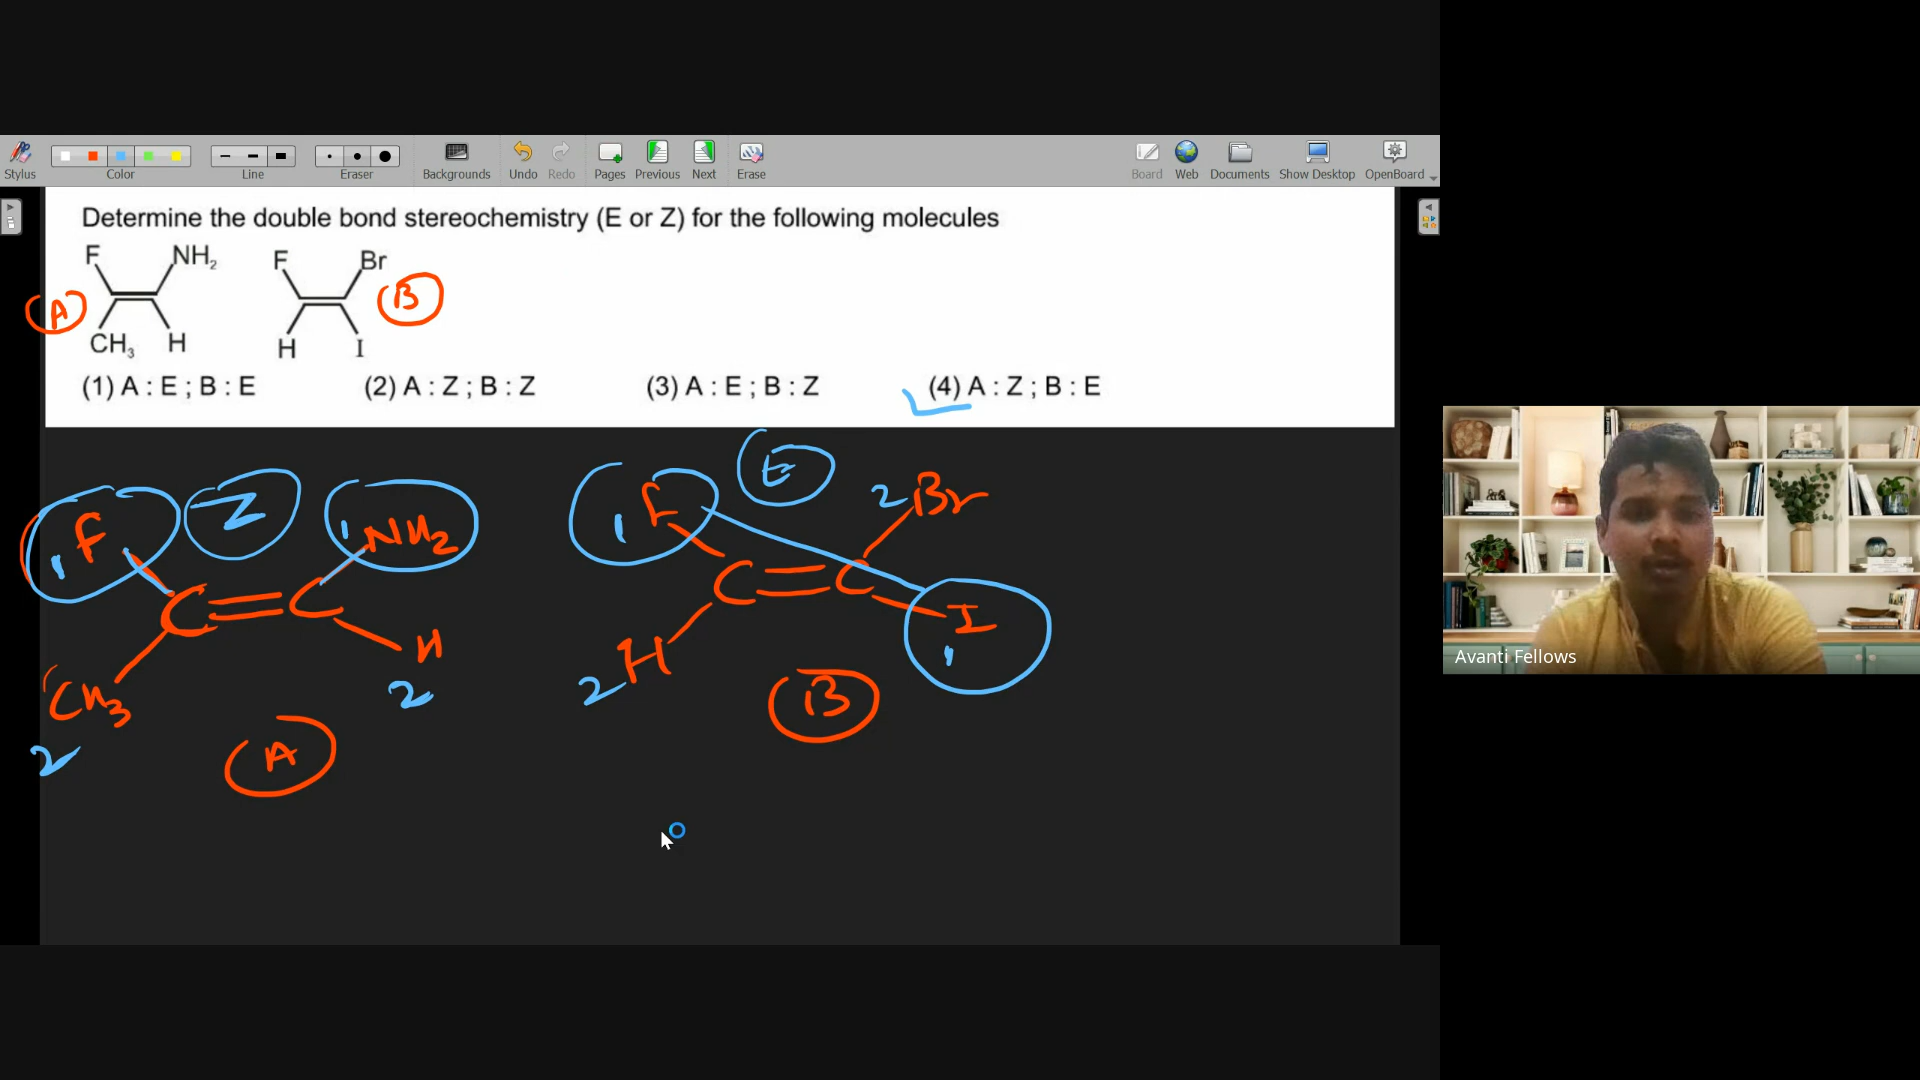 Stylus Color Line Eraser Backgrounds Undo Redo Pages Previous Next Erase Board Web Documents Show Desktop OpenBoard
Determine the double bond stereochemistry (E or Z) for the following molecules
F NH₂ F Br
A B
CH₃ H H I
(1) A : E ; B : E (2) A : Z ; B : Z (3) A : E ; B : Z (4) A : Z ; B : E
Z E
1 F 1 NH₂ 1 F 2 Br
C = C C = C
CH₃ H H I
2 2 2 1
A B
Avanti Fellows